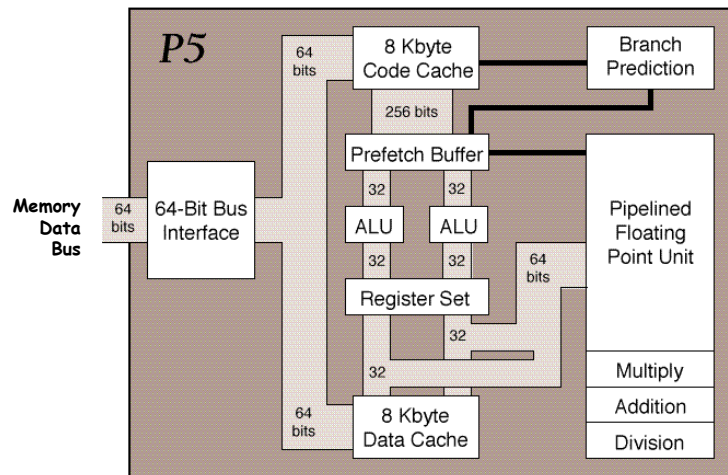 P5
64
bits
8 Kbyte
Code Cache
Branch
Prediction
256 bits
Prefetch Buffer
Memory
Data
Bus
64
bits
64-Bit Bus
Interface
32
32
ALU
ALU
32
32
Register Set
64
bits
Pipelined
Floating
Point Unit
32
32
Multiply
64
bits
8 Kbyte
Data Cache
Addition
Division